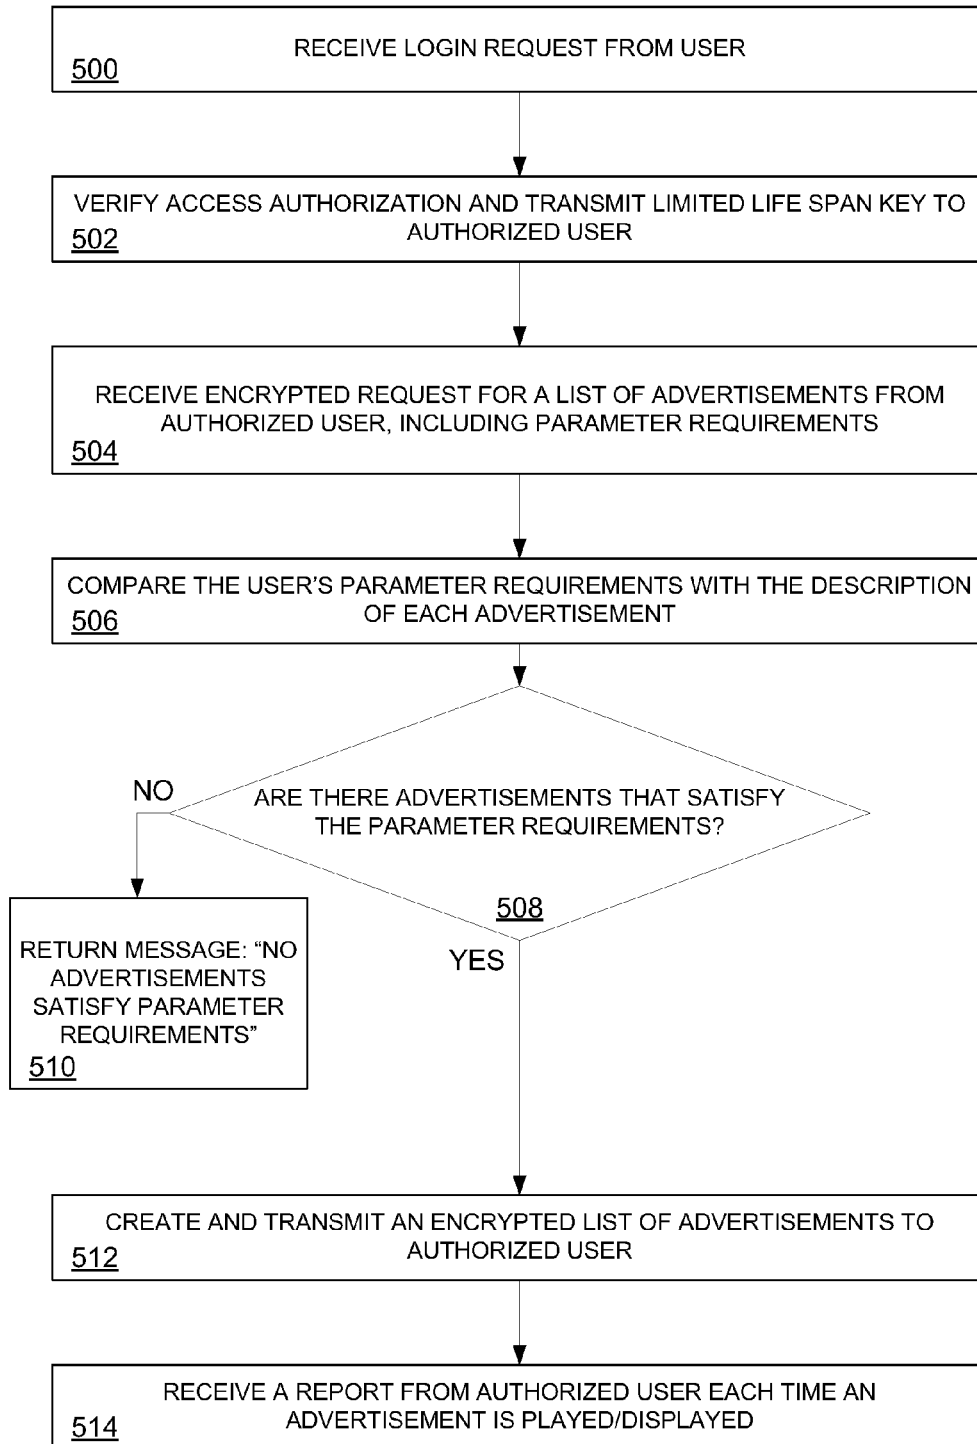 RECEIVE LOGIN REQUEST FROM USER
500
VERIFY ACCESS AUTHORIZATION AND TRANSMIT LIMITED LIFE SPAN KEY TO
AUTHORIZED USER
502
RECEIVE ENCRYPTED REQUEST FOR A LIST OF ADVERTISEMENTS FROM
AUTHORIZED USER, INCLUDING PARAMETER REQUIREMENTS
504
COMPARE THE USER'S PARAMETER REQUIREMENTS WITH THE DESCRIPTION
OF EACH ADVERTISEMENT
506
ARE THERE ADVERTISEMENTS THAT SATISFY
THE PARAMETER REQUIREMENTS?
508
NO
YES
RETURN MESSAGE: “NO
ADVERTISEMENTS
SATISFY PARAMETER
REQUIREMENTS”
510
CREATE AND TRANSMIT AN ENCRYPTED LIST OF ADVERTISEMENTS TO
AUTHORIZED USER
512
RECEIVE A REPORT FROM AUTHORIZED USER EACH TIME AN
ADVERTISEMENT IS PLAYED/DISPLAYED
514